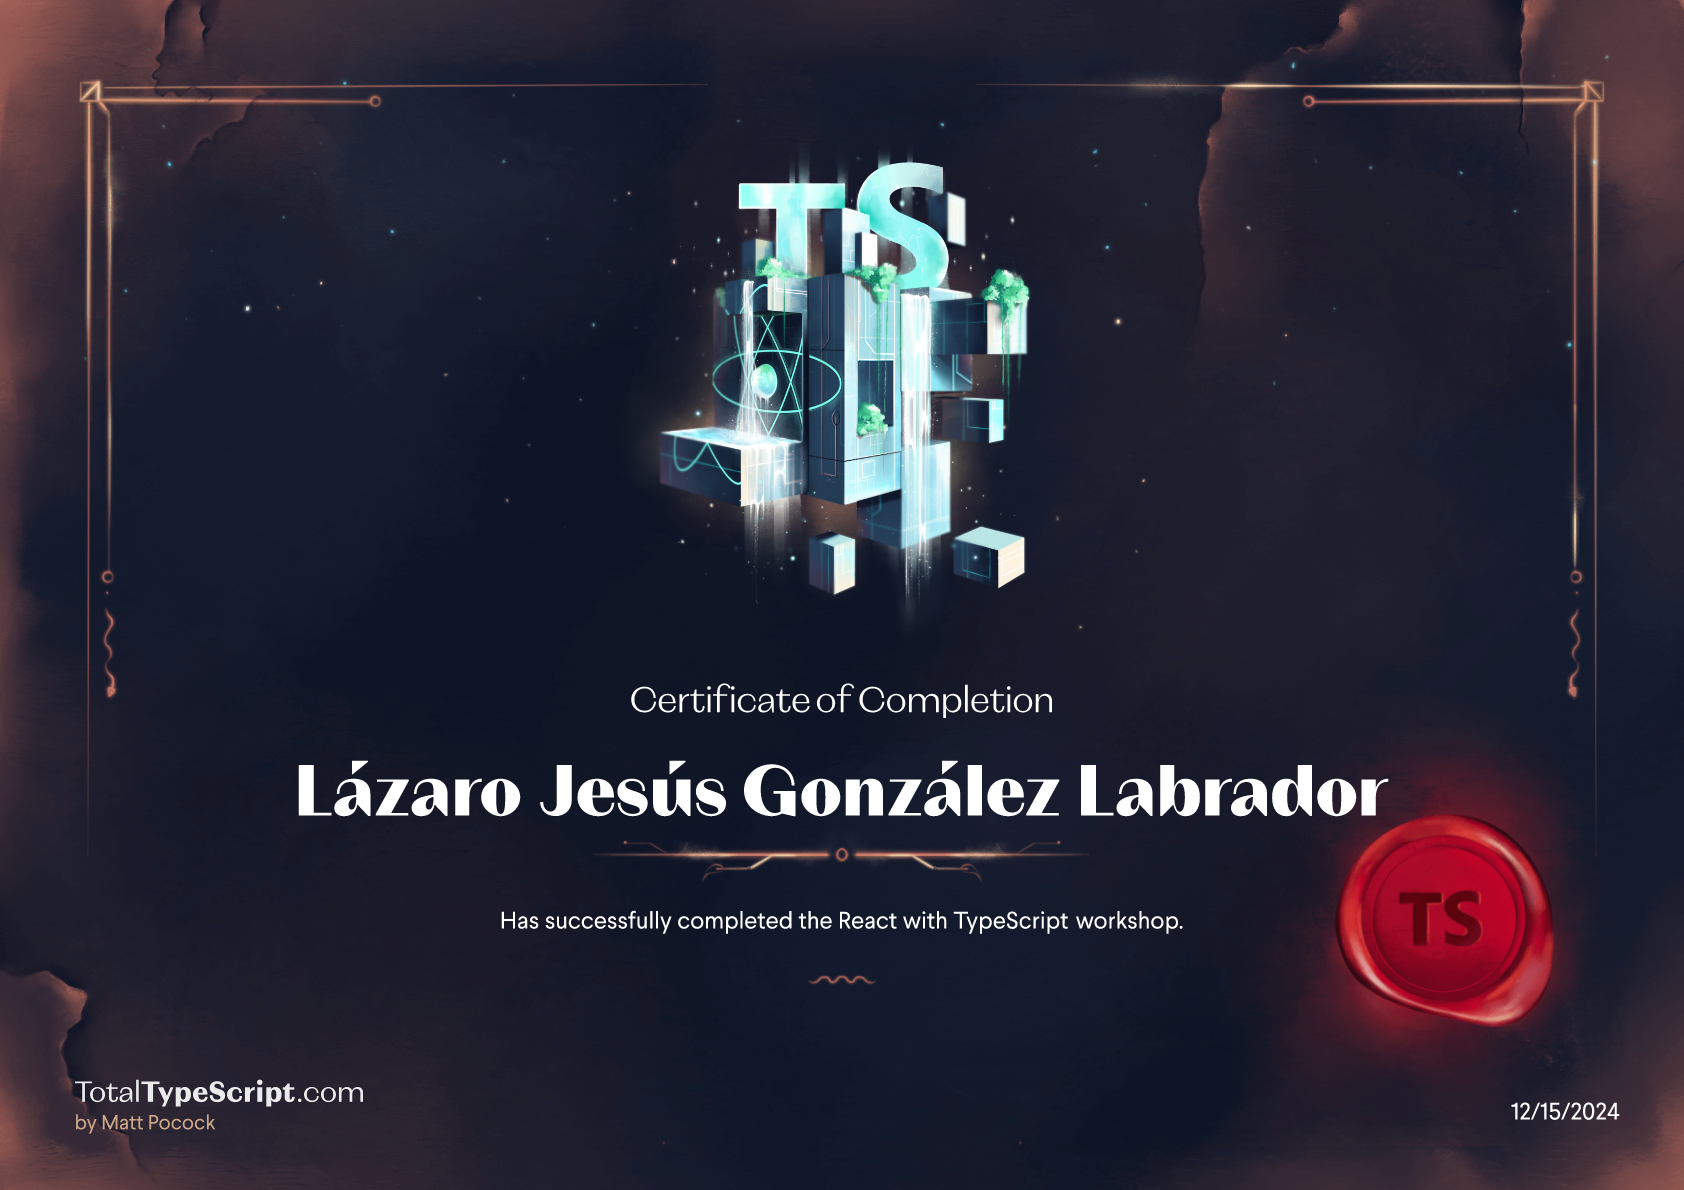 TS
Certificate of Completion
Lázaro Jesús González Labrador
Has successfully completed the React with TypeScript workshop.
TS
TotalTypeScript.com
by Matt Pocock
12/15/2024